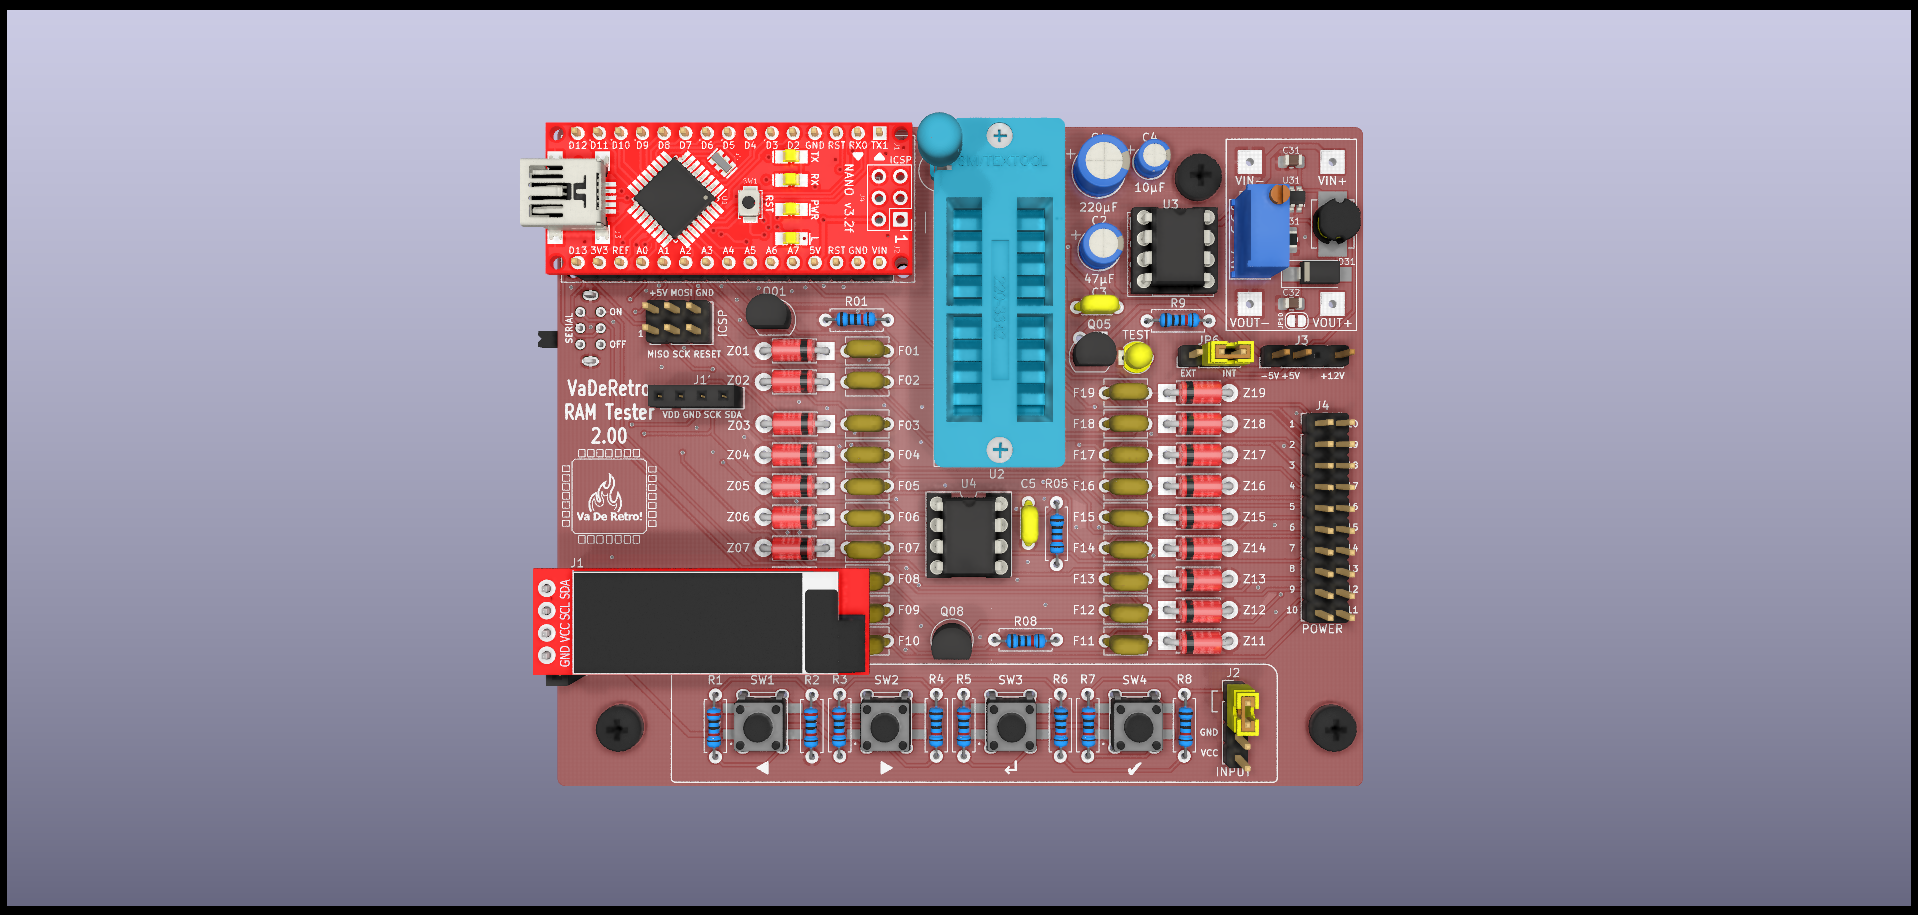 D12 D11 D10 D9 D8 D7 D6 D5 D4 D3 D2 GND RST RX0 TX1
TX
RX
PWR
L
SW1
RST
NANO v3.2f
ICSP
1
D13 3V3 REF A0 A1 A2 A3 A4 A5 A6 A7 5V RST GND VIN
C4
10µF
220µF
C2
47µF
C3
U3
C31
VIN- VIN+
U31
D31
C32
VOUT- VOUT+
JP10
+5V MOSI GND
ICSP
1
MISO SCK RESET
SERIAL
ON
OFF
Q01
R01
R9
Q05
TEST
JP6
EXT INT
J3
-5V +5V +12V
VaDeRetro
RAM Tester
2.00
J1'
VDD GND SCK SDA
Va De Retro!
Z01 F01
Z02 F02
Z03 F03
Z04 F04
Z05 F05
Z06 F06
Z07 F07
F08
F09
F10
U2
U4
C5 R05
Q08
R08
F19 Z19
F18 Z18
F17 Z17
F16 Z16
F15 Z15
F14 Z14
F13 Z13
F12 Z12
F11 Z11
J4
1
2
3
4
5
6
7
8
9
10 11
POWER
J1
GND VCC SCL SDA
R1 SW1 R2 R3 SW2 R4 R5 SW3 R6 R7 SW4 R8
J2
GND
VCC
INPUT